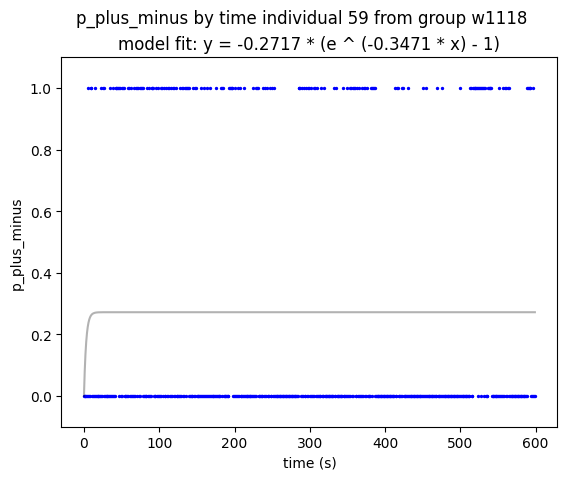 p_plus_minus by time individual 59 from group w1118
model fit: y = -0.2717 * (e ^ (-0.3471 * x) - 1)
1.0
0.8
0.6
0.4
0.2
0.0
p_plus_minus
0 100 200 300 400 500 600
time (s)